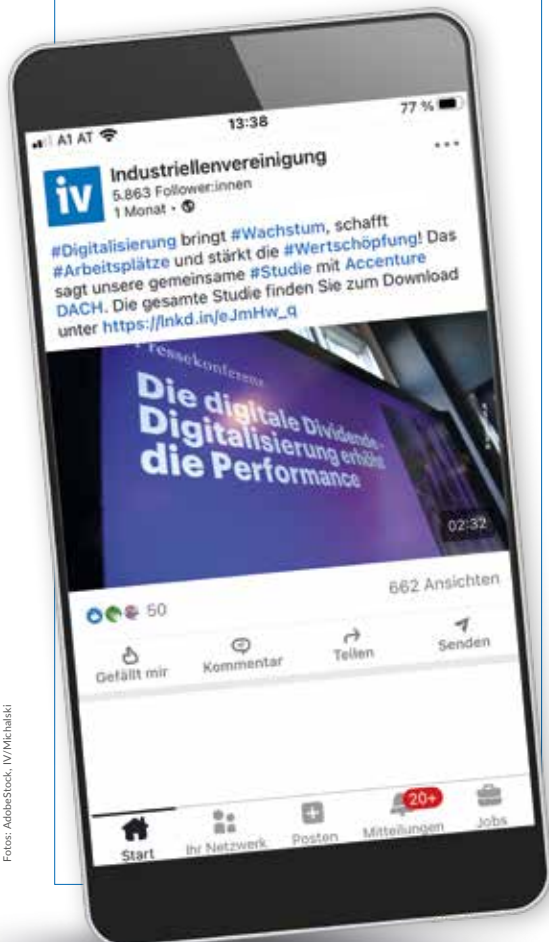 A1 AT
13:38
77 %
iv
Industriellenvereinigung
5.863 Follower:innen
1 Monat •
#Digitalisierung bringt #Wachstum, schafft
#Arbeitsplätze und stärkt die #Wertschöpfung! Das
sagt unsere gemeinsame #Studie mit Accenture
DACH. Die gesamte Studie finden Sie zum Download
unter https://lnkd.in/eJmHw_q
Pressekonferenz
Die digitale Dividende –
Digitalisierung erhöht
die Performance
02:32
50
662 Ansichten
Gefällt mir
Kommentar
Teilen
Senden
Start
Ihr Netzwerk
Posten
20+
Mitteilungen
Jobs
Fotos: AdobeStock, IV/Michalski